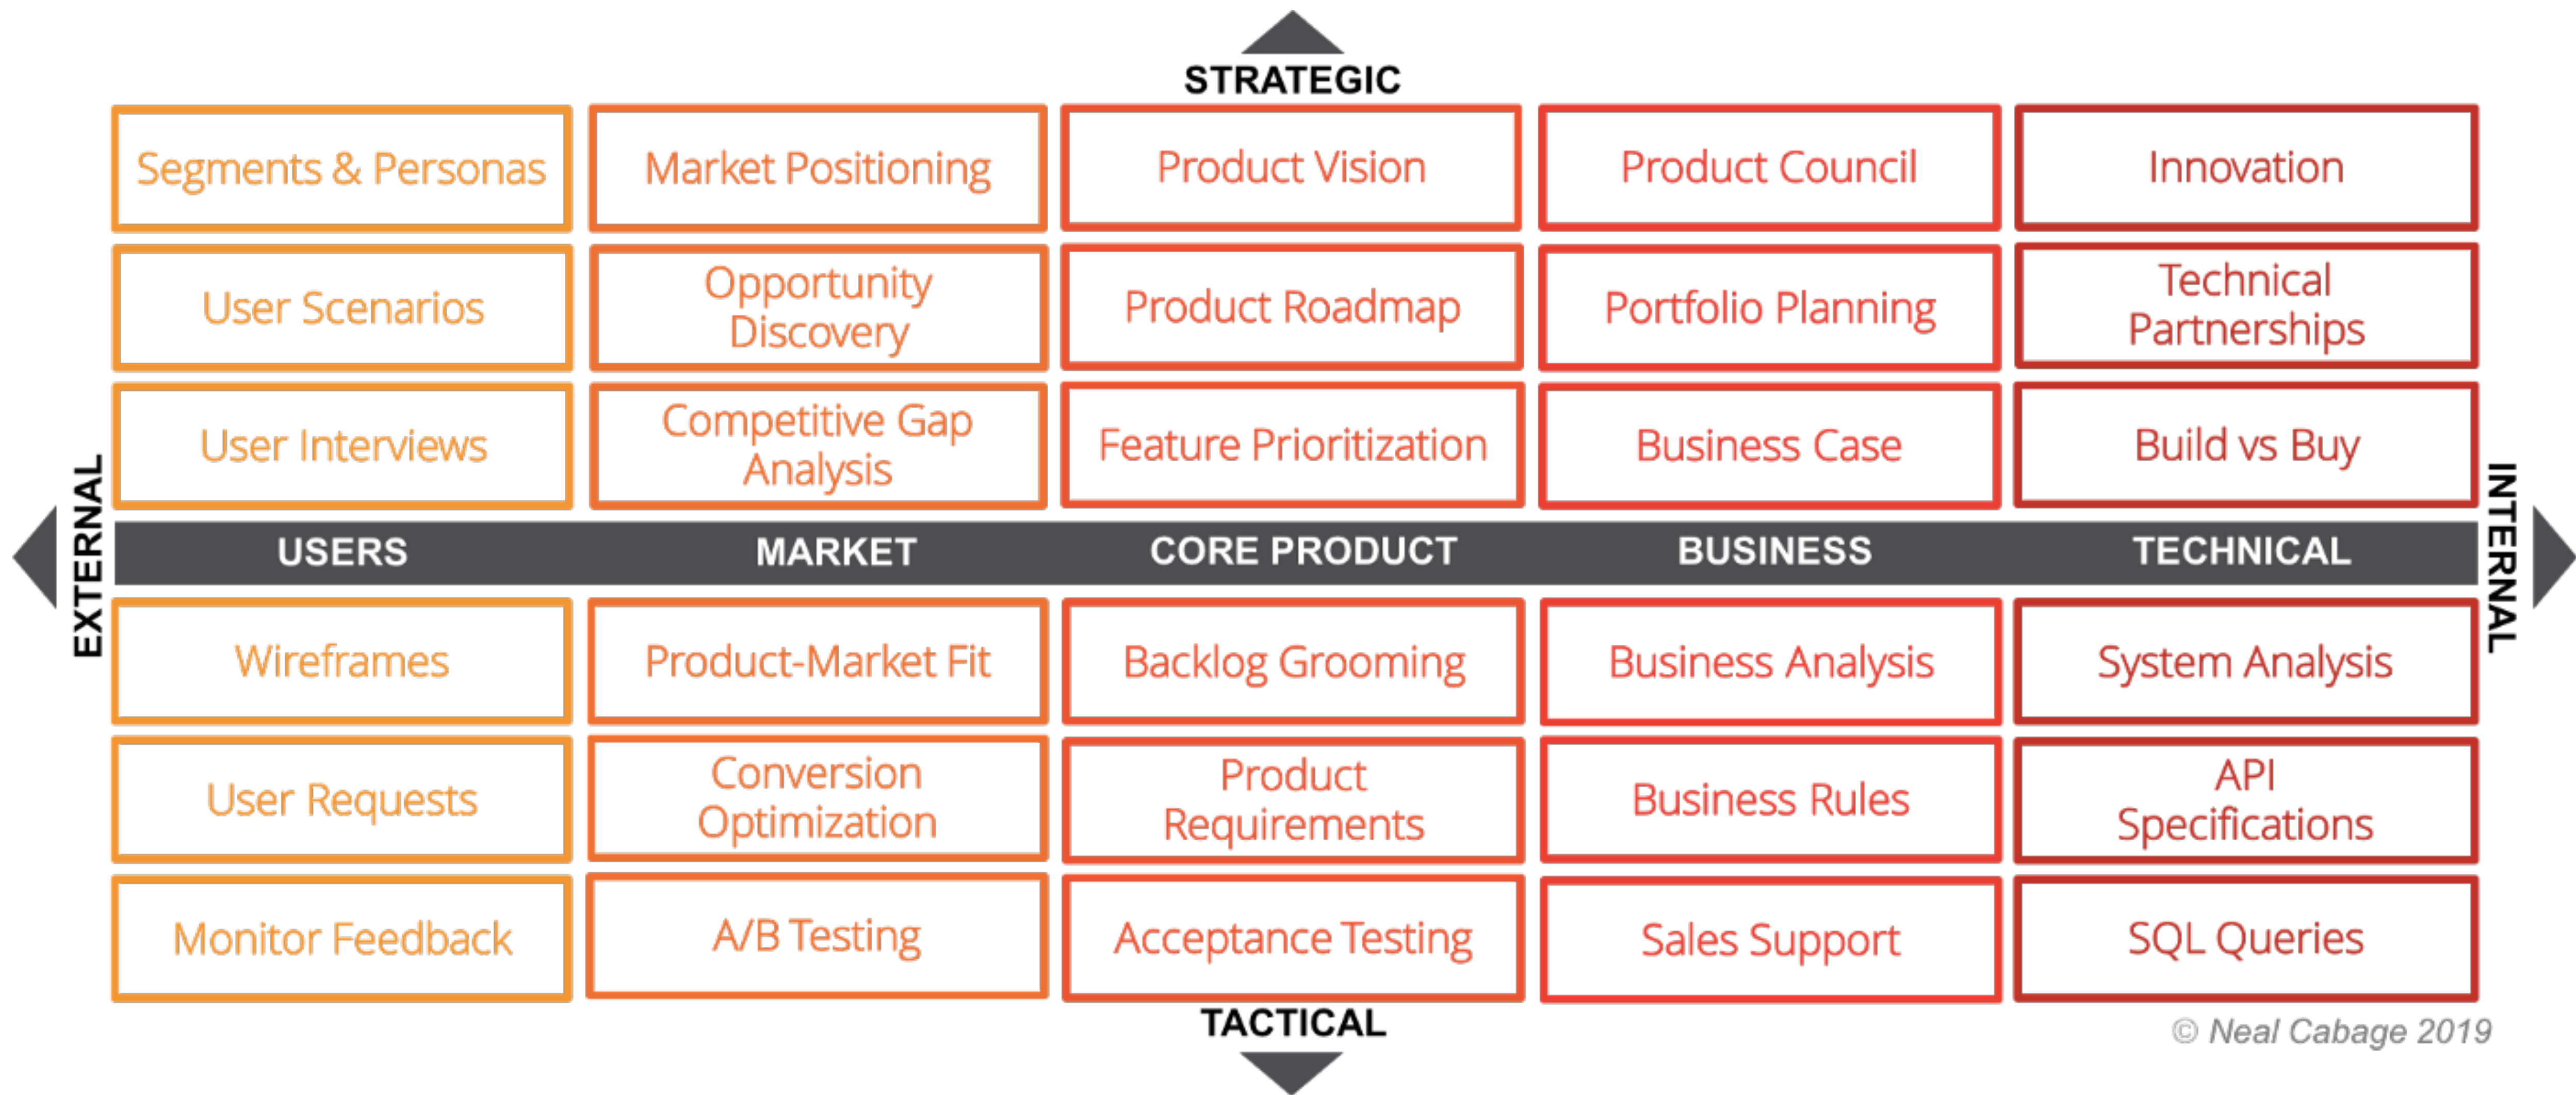 STRATEGIC
Segments & Personas
Market Positioning
Product Vision
Product Council
Innovation
User Scenarios
Opportunity
Discovery
Product Roadmap
Portfolio Planning
Technical
Partnerships
User Interviews
Competitive Gap
Analysis
Feature Prioritization
Business Case
Build vs Buy
EXTERNAL
USERS
MARKET
CORE PRODUCT
BUSINESS
TECHNICAL
INTERNAL
Wireframes
Product-Market Fit
Backlog Grooming
Business Analysis
System Analysis
User Requests
Conversion
Optimization
Product
Requirements
Business Rules
API
Specifications
Monitor Feedback
A/B Testing
Acceptance Testing
Sales Support
SQL Queries
TACTICAL
© Neal Cabage 2019